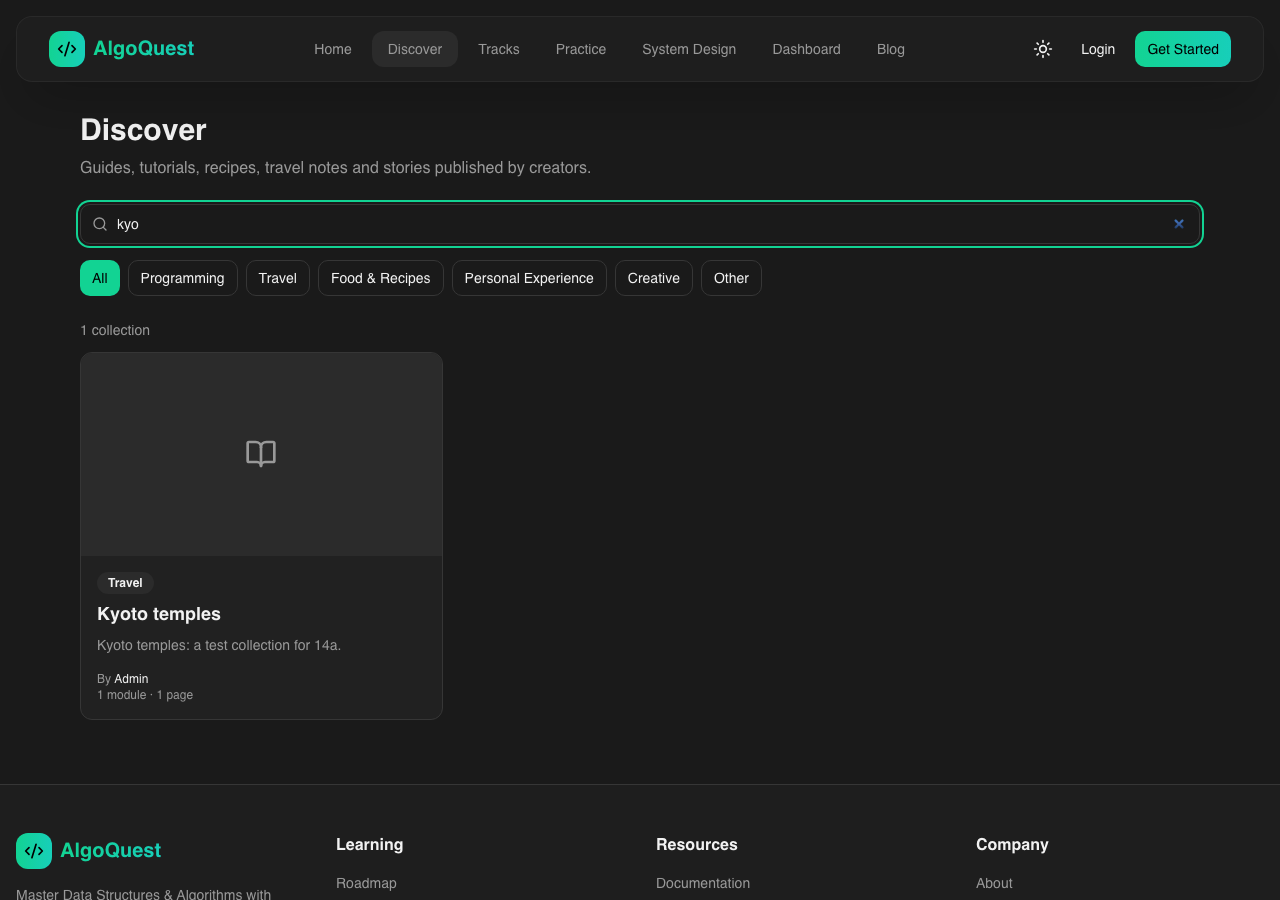 AlgoQuest
Home Discover Tracks Practice System Design Dashboard Blog Login Get Started
Discover
Guides, tutorials, recipes, travel notes and stories published by creators.
kyo
All Programming Travel Food & Recipes Personal Experience Creative Other
1 collection
Travel
Kyoto temples
Kyoto temples: a test collection for 14a.
By Admin
1 module · 1 page
AlgoQuest
Master Data Structures & Algorithms with
Learning
Roadmap
Resources
Documentation
Company
About